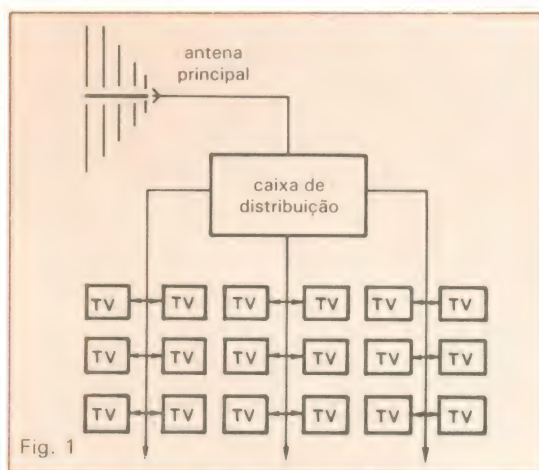 antena
principal
caixa de
distribuição
TV TV TV TV TV TV
TV TV TV TV TV TV
TV TV TV TV TV TV
Fig. 1